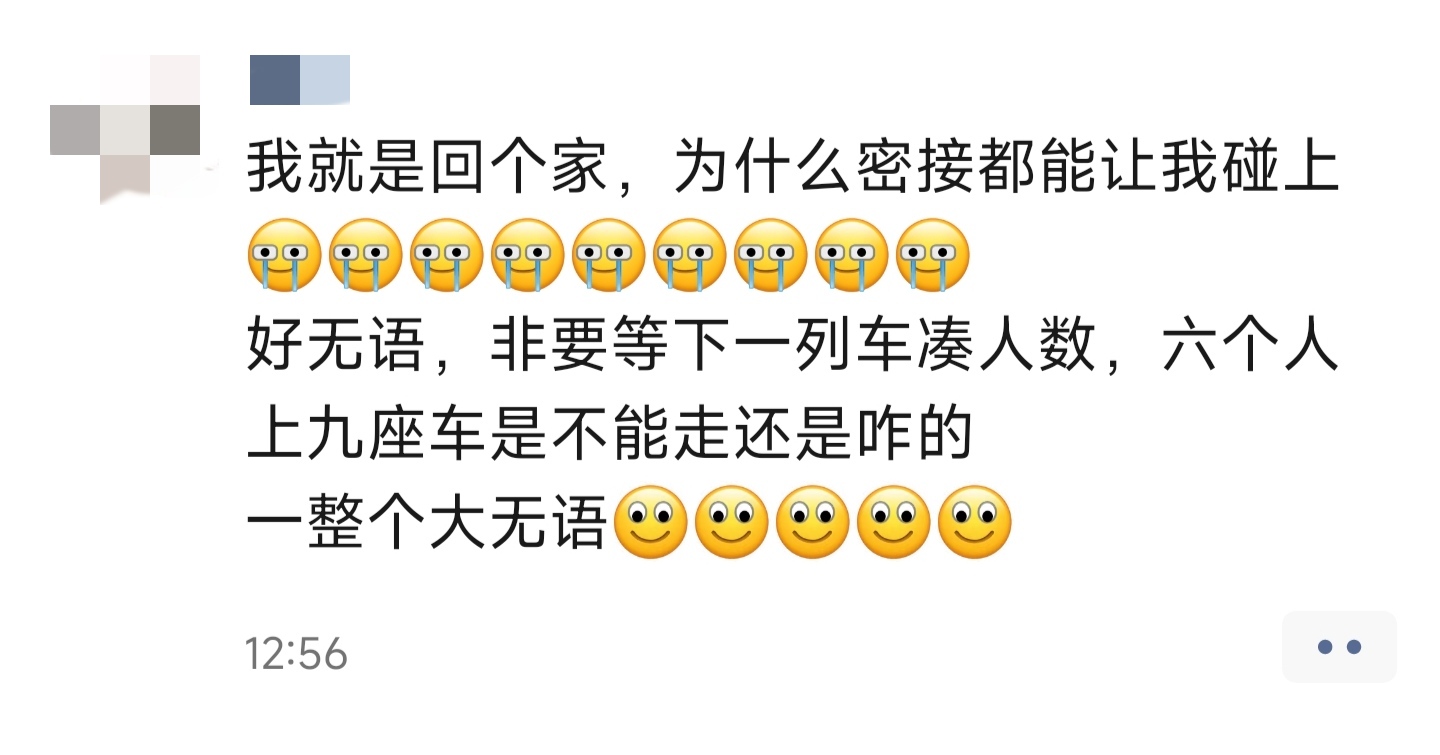 我就是回个家，为什么密接都能让我碰上
好无语，非要等下一列车凑人数，六个人
上九座车是不能走还是咋的
一整个大无语
12:56